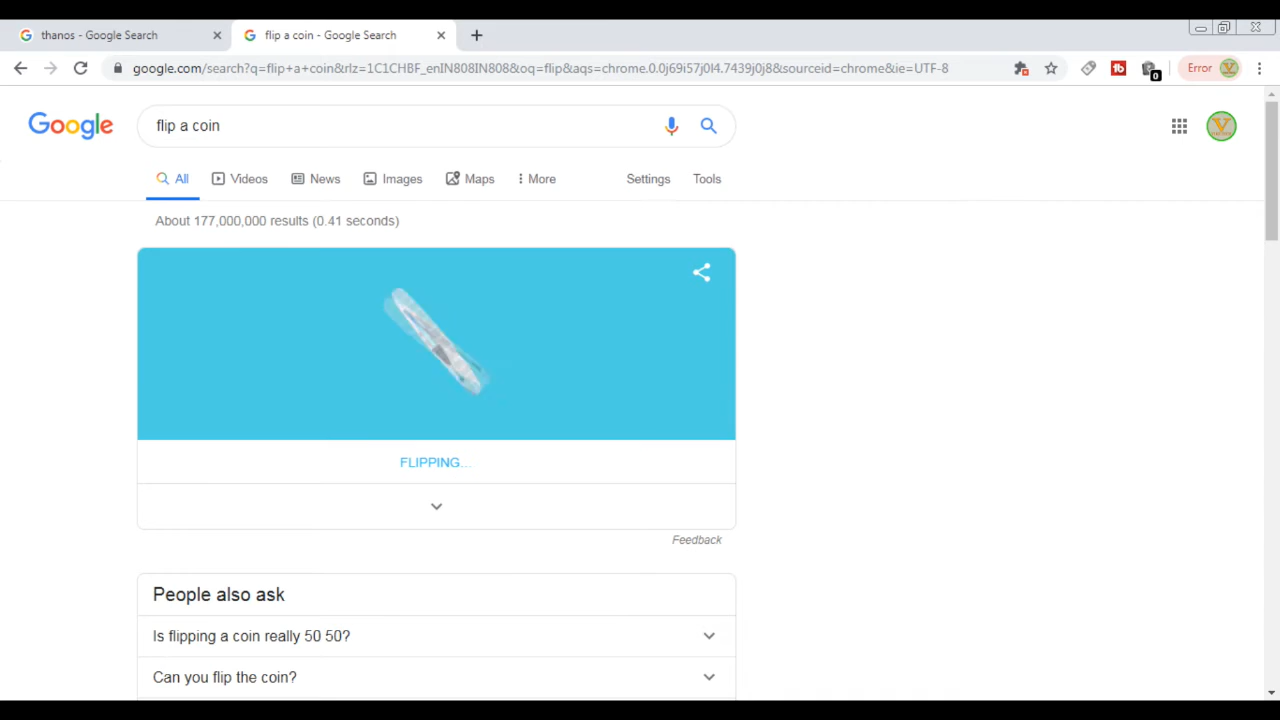 thanos - Google Search
flip a coin - Google Search
google.com/search?q=flip+a+coin&rlz=1C1CHBF_enIN808IN808&oq=flip&aqs=chrome.0.0j69i57j0l4.7439j0j8&sourceid=chrome&ie=UTF-8
0
Error
Google
flip a coin
All
Videos
News
Images
Maps
More
Settings
Tools
About 177,000,000 results (0.41 seconds)
FLIPPING...
Feedback
People also ask
Is flipping a coin really 50 50?
Can you flip the coin?